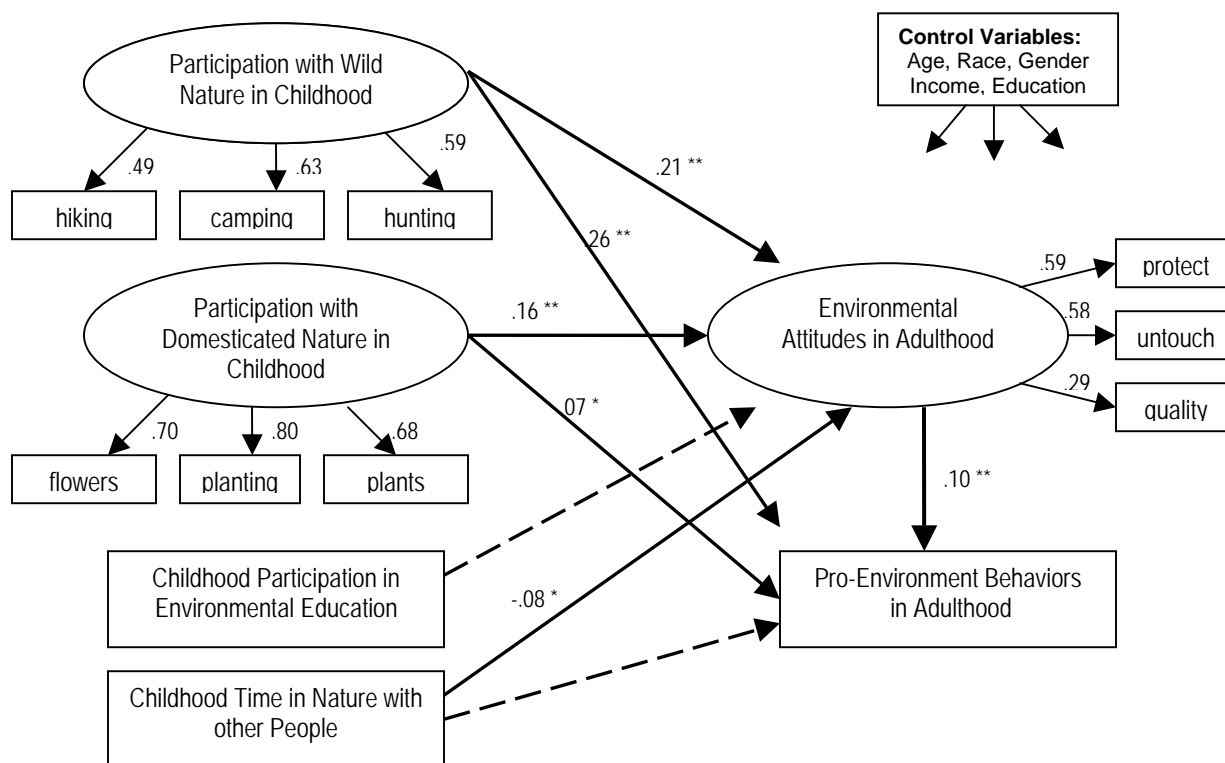 Participation with Wild
Nature in Childhood
Control Variables:
Age, Race, Gender
Income, Education
.49
.63
.59
hiking
camping
hunting
.21 **
.26 **
Participation with
Domesticated Nature in
Childhood
.16 **
Environmental
Attitudes in Adulthood
.59
protect
.58
untouch
.29
quality
.07 *
.70
.80
.68
flowers
planting
plants
.10 **
Childhood Participation in
Environmental Education
-.08 *
Pro-Environment Behaviors
in Adulthood
Childhood Time in Nature with
other People